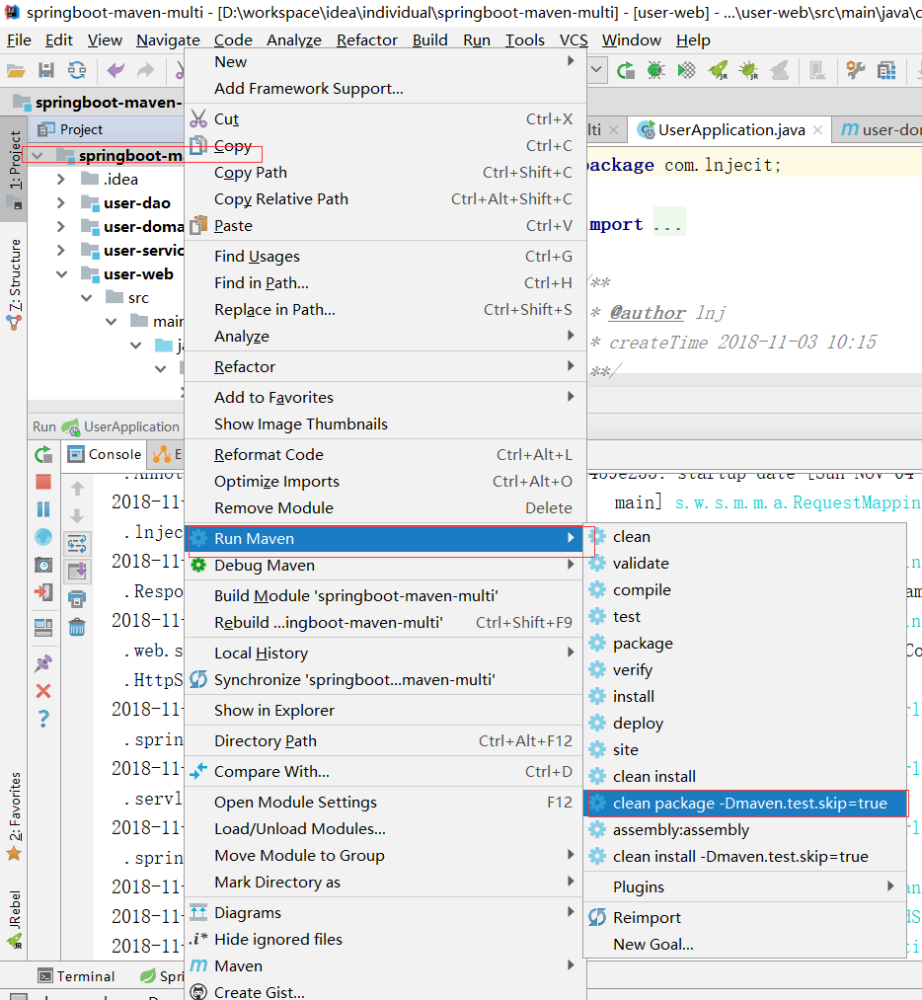 springboot-maven-multi - [D:\workspace\idea\individual\springboot-maven-multi] - [user-web] - ...\user-web\src\main\java\c
File Edit View Navigate Code Analyze Refactor Build Run Tools VCS Window Help
springboot-maven-
Project
springboot-m
.idea
user-dao
user-doma
user-servic
user-web
src
main
j
1: Project
7: Structure
2: Favorites
JRebel
New
Add Framework Support...
Cut Ctrl+X
Copy Ctrl+C
Copy Path Ctrl+Shift+C
Copy Relative Path Ctrl+Alt+Shift+C
Paste Ctrl+V
Find Usages Ctrl+G
Find in Path... Ctrl+H
Replace in Path... Ctrl+Shift+S
Analyze
Refactor
Add to Favorites
Show Image Thumbnails
Reformat Code Ctrl+Alt+L
Optimize Imports Ctrl+Alt+O
Remove Module Delete
Run Maven
Debug Maven
Build Module 'springboot-maven-multi'
Rebuild ...ingboot-maven-multi' Ctrl+Shift+F9
Local History
Synchronize 'springboot...maven-multi'
Show in Explorer
Directory Path Ctrl+Alt+F12
Compare With... Ctrl+D
Open Module Settings F12
Load/Unload Modules...
Move Module to Group
Mark Directory as
Diagrams
.i* Hide ignored files
Maven
Create Gist...
clean
validate
compile
test
package
verify
install
deploy
site
clean install
clean package -Dmaven.test.skip=true
assembly:assembly
clean install -Dmaven.test.skip=true
Plugins
Reimport
New Goal...
lti UserApplication.java user-dom
package com.lnjecit;
mport ...
/**
* @author lnj
* createTime 2018-11-03 10:15
**/
Run UserApplication
Console E
startup date [Sun Nov 04
2018-11- main] s.w.s.m.m.a.RequestMappin
.lnjec
2018-11-
.Respo
2018-11-
.web.s
.HttpS
2018-11-
.sprin
2018-11-
.servl
2018-11-
.sprin
2018-11-
2018-11-
2018-11-
Terminal Spri